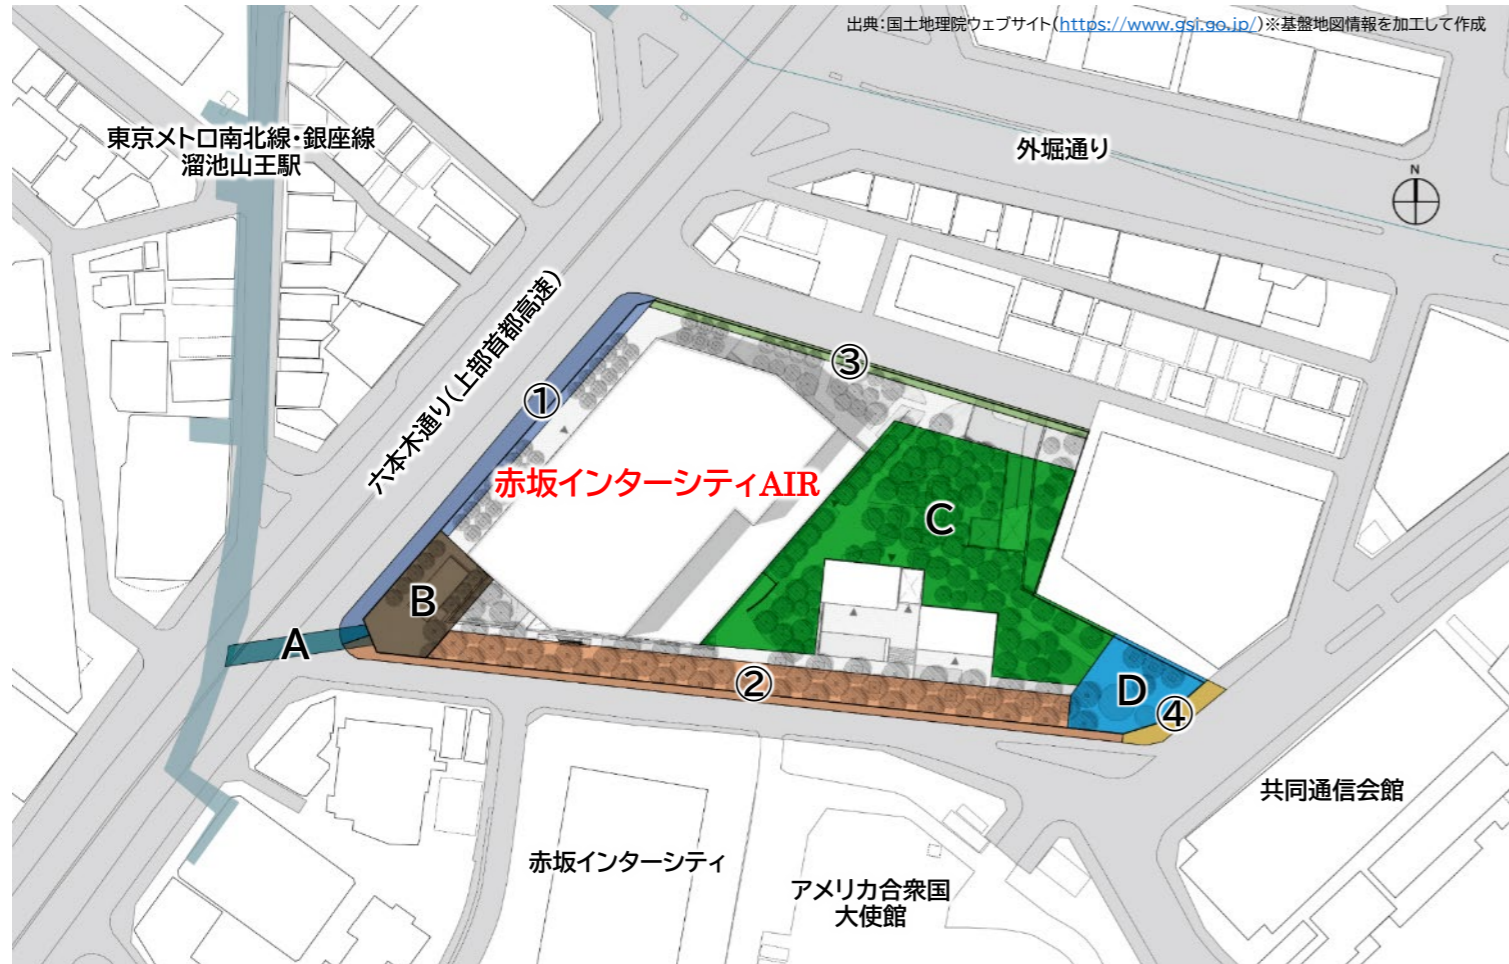 出典:国土地理院ウェブサイト(https://www.gsi.go.jp/)※基盤地図情報を加工して作成
東京メトロ南北線・銀座線
溜池山王駅
外堀通り
N
六本木通り(上部首都高速)
①
③
赤坂インターシティAIR
C
B
A
②
D
④
共同通信会館
赤坂インターシティ
アメリカ合衆国
大使館